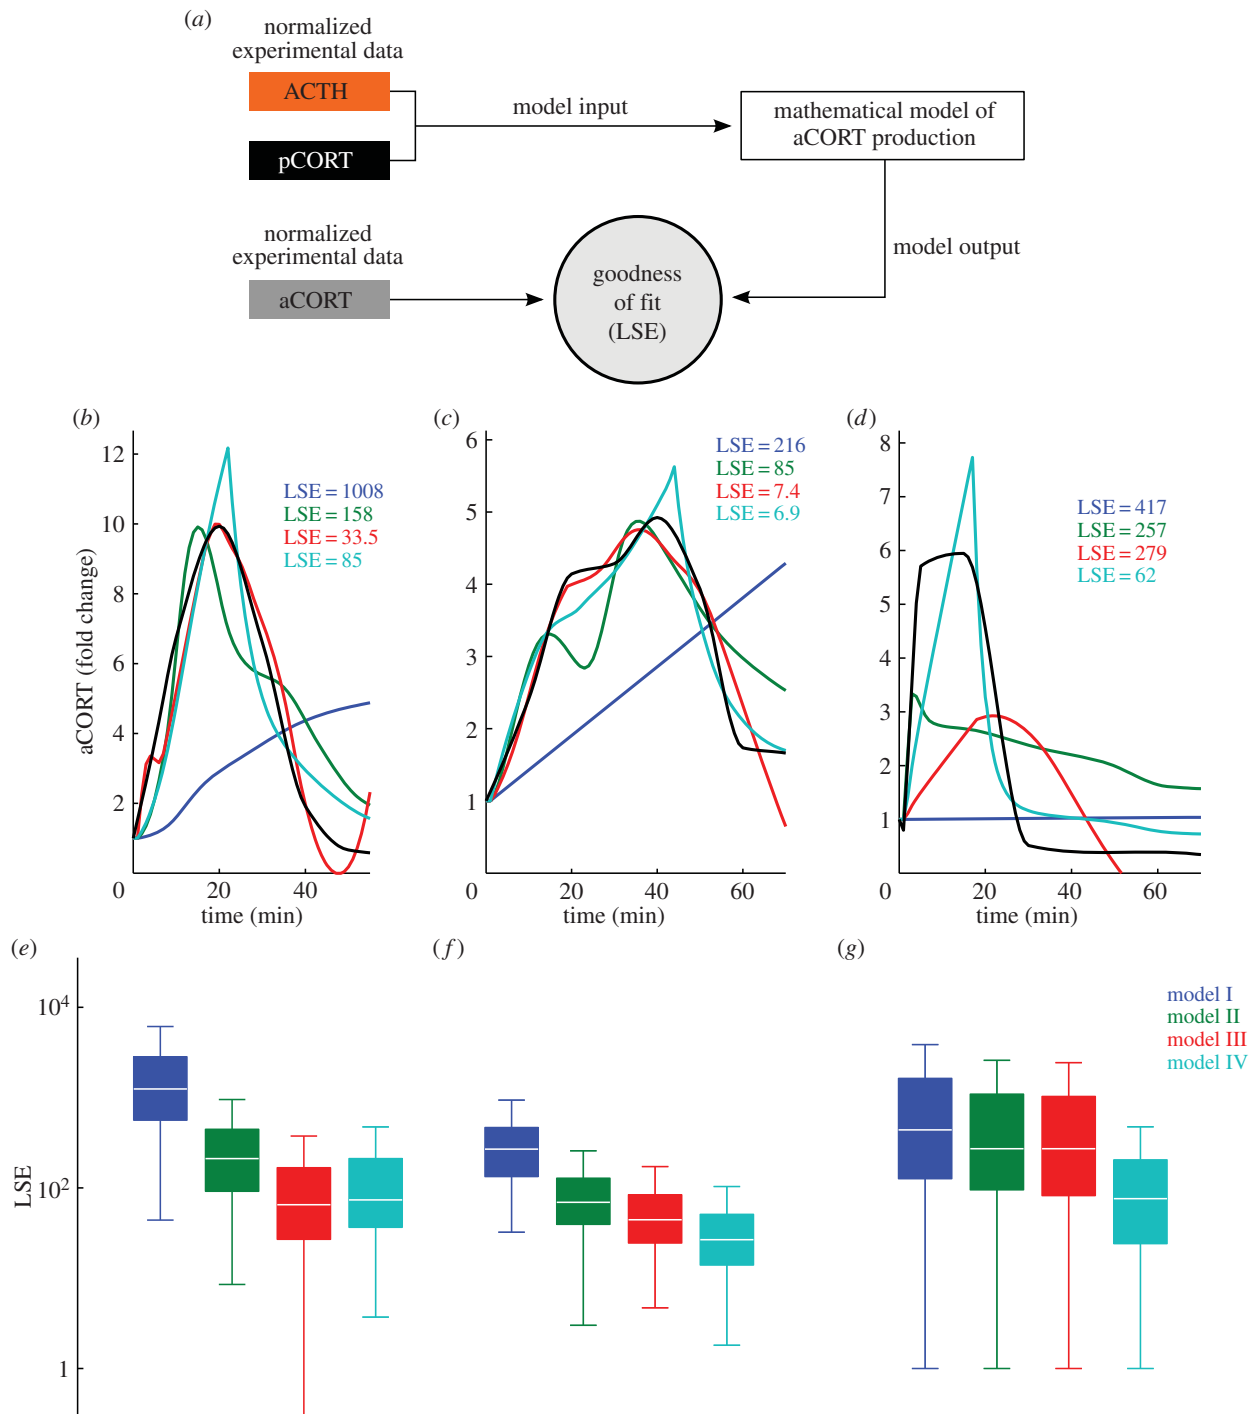 (a)
normalized
experimental data
ACTH
pCORT
model input
mathematical model of
aCORT production
normalized
experimental data
aCORT
goodness
of fit
(LSE)
model output
(b)
aCORT (fold change)
12
10
8
6
4
2
0
20
40
time (min)
LSE = 1008
LSE = 158
LSE = 33.5
LSE = 85
(c)
6
5
4
3
2
1
0
20
40
60
time (min)
LSE = 216
LSE = 85
LSE = 7.4
LSE = 6.9
(d)
8
7
6
5
4
3
2
1
0
20
40
60
time (min)
LSE = 417
LSE = 257
LSE = 279
LSE = 62
(e)
LSE
10⁴
10²
1
(f)
(g)
model I
model II
model III
model IV